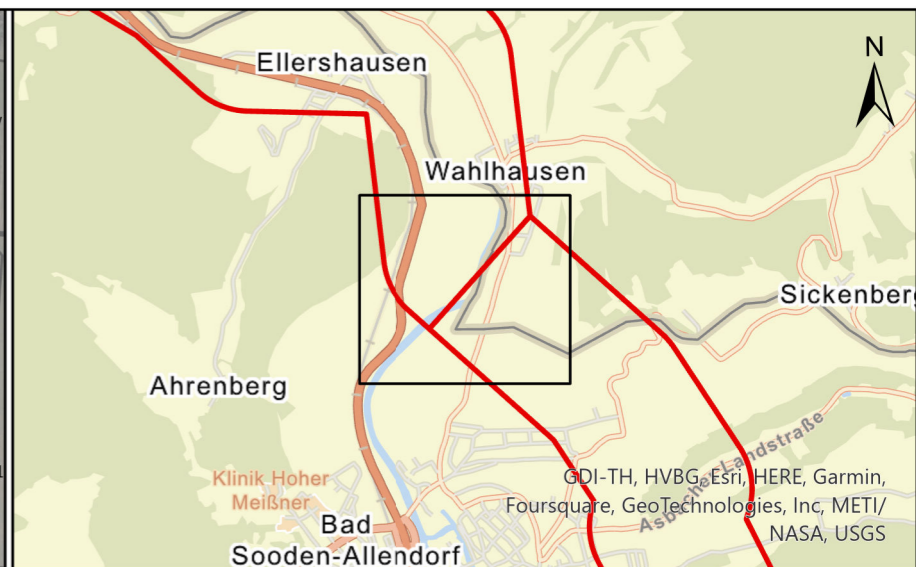 N
Ellershausen
Wahlhausen
Sickenberg
Ahrenberg
Klinik Hoher
Meißner
Asbacher Landstraße
Bad
Sooden-Allendorf
GDI-TH, HVBG, Esri, HERE, Garmin,
Foursquare, GeoTechnologies, Inc, METI/
NASA, USGS